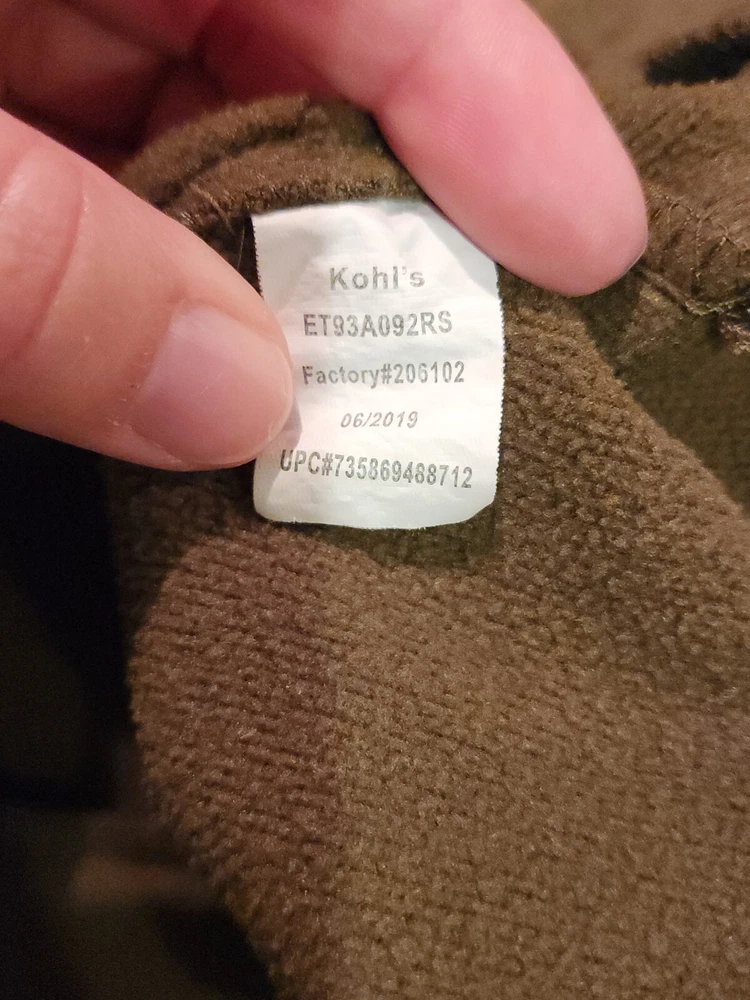 Kohl's
ET93A092RS
Factory#206102
06/2019
UPC#735869488712